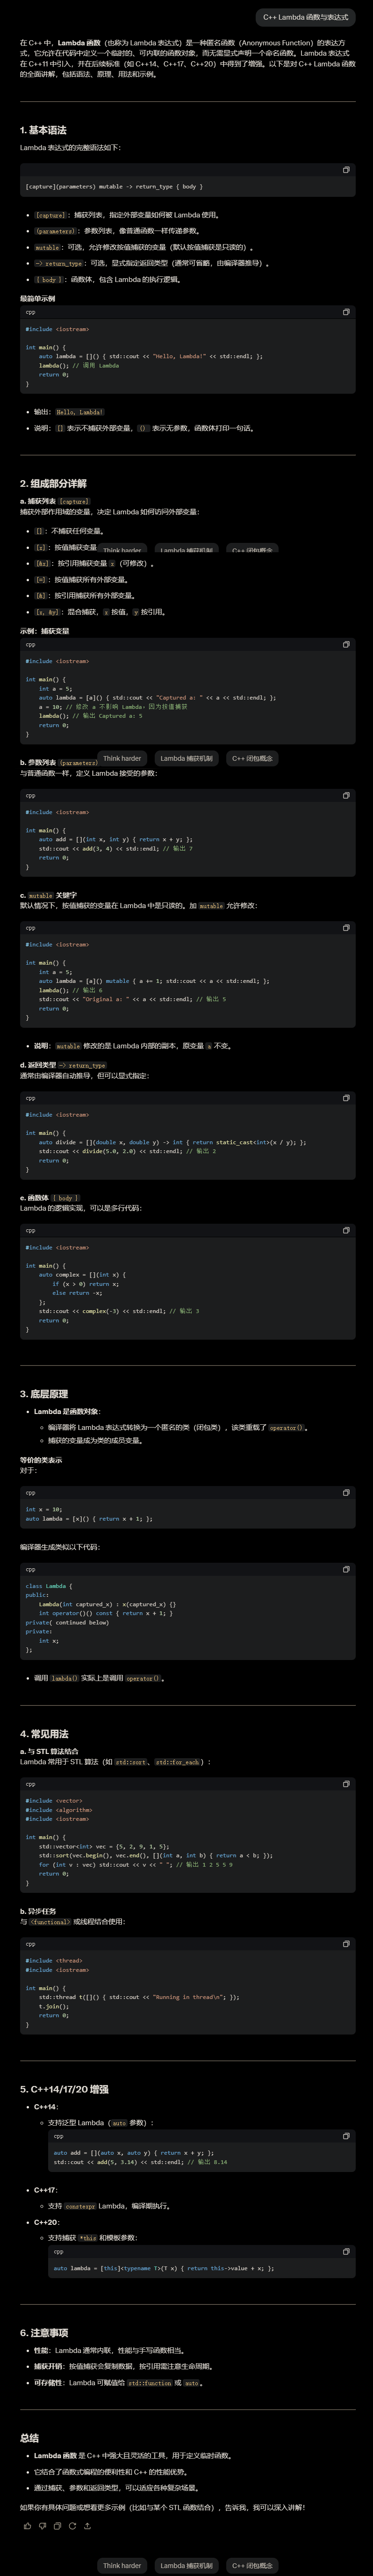 C++ Lambda 函数与表达式
在 C++ 中，Lambda 函数（也称为 Lambda 表达式）是一种匿名函数（Anonymous Function）的表达方
式，它允许在代码中定义一个临时的、可内联的函数对象，而无需显式声明一个命名函数。Lambda 表达式
在 C++11 中引入，并在后续标准（如 C++14、C++17、C++20）中得到了增强。以下是对 C++ Lambda 函数
的全面讲解，包括语法、原理、用法和示例。
1. 基本语法
Lambda 表达式的完整语法如下：
[capture](parameters) mutable -> return_type { body }
[capture]：捕获列表，指定外部变量如何被 Lambda 使用。
(parameters)：参数列表，像普通函数一样传递参数。
mutable：可选，允许修改按值捕获的变量（默认按值捕获是只读的）。
-> return_type：可选，显式指定返回类型（通常可省略，由编译器推导）。
{ body }：函数体，包含 Lambda 的执行逻辑。
最简单示例
cpp
#include <iostream>
int main() {
auto lambda = []() { std::cout << "Hello, Lambda!" << std::endl; };
lambda(); // 调用 Lambda
return 0;
}
输出：Hello, Lambda!
说明：[] 表示不捕获外部变量，() 表示无参数，函数体打印一句话。
2. 组成部分详解
a. 捕获列表 [capture]
捕获外部作用域的变量，决定 Lambda 如何访问外部变量：
[]：不捕获任何变量。
[x]：按值捕获变量
Think harder Lambda 捕获机制 C++ 闭包概念
[&x]：按引用捕获变量 x（可修改）。
[=]：按值捕获所有外部变量。
[&]：按引用捕获所有外部变量。
[x, &y]：混合捕获，x 按值，y 按引用。
示例：捕获变量
cpp
#include <iostream>
int main() {
int a = 5;
auto lambda = [a]() { std::cout << "Captured a: " << a << std::endl; };
a = 10; // 修改 a 不影响 Lambda，因为按值捕获
lambda(); // 输出 Captured a: 5
return 0;
}
Think harder Lambda 捕获机制 C++ 闭包概念
b. 参数列表 (parameters)
与普通函数一样，定义 Lambda 接受的参数：
cpp
#include <iostream>
int main() {
auto add = [](int x, int y) { return x + y; };
std::cout << add(3, 4) << std::endl; // 输出 7
return 0;
}
c. mutable 关键字
默认情况下，按值捕获的变量在 Lambda 中是只读的。加 mutable 允许修改：
cpp
#include <iostream>
int main() {
int a = 5;
auto lambda = [a]() mutable { a += 1; std::cout << a << std::endl; };
lambda(); // 输出 6
std::cout << "Original a: " << a << std::endl; // 输出 5
return 0;
}
说明：mutable 修改的是 Lambda 内部的副本，原变量 a 不变。
d. 返回类型 -> return_type
通常由编译器自动推导，但可以显式指定：
cpp
#include <iostream>
int main() {
auto divide = [](double x, double y) -> int { return static_cast<int>(x / y); };
std::cout << divide(5.0, 2.0) << std::endl; // 输出 2
return 0;
}
e. 函数体 { body }
Lambda 的逻辑实现，可以是多行代码：
cpp
#include <iostream>
int main() {
auto complex = [](int x) {
if (x > 0) return x;
else return -x;
};
std::cout << complex(-3) << std::endl; // 输出 3
return 0;
}
3. 底层原理
Lambda 是函数对象：
编译器将 Lambda 表达式转换为一个匿名的类（闭包类），该类重载了 operator()。
捕获的变量成为类的成员变量。
等价的类表示
对于：
cpp
int x = 10;
auto lambda = [x]() { return x + 1; };
编译器生成类似以下代码：
cpp
class Lambda {
public:
Lambda(int captured_x) : x(captured_x) {}
int operator()() const { return x + 1; }
private( continued below)
private:
int x;
};
调用 lambda() 实际上是调用 operator()。
4. 常见用法
a. 与 STL 算法结合
Lambda 常用于 STL 算法（如 std::sort、std::for_each）：
cpp
#include <vector>
#include <algorithm>
#include <iostream>
int main() {
std::vector<int> vec = {5, 2, 9, 1, 5};
std::sort(vec.begin(), vec.end(), [](int a, int b) { return a < b; });
for (int v : vec) std::cout << v << " "; // 输出 1 2 5 5 9
return 0;
}
b. 异步任务
与 <functional> 或线程结合使用：
cpp
#include <thread>
#include <iostream>
int main() {
std::thread t([]() { std::cout << "Running in thread\n"; });
t.join();
return 0;
}
5. C++14/17/20 增强
C++14：
支持泛型 Lambda（auto 参数）：
cpp
auto add = [](auto x, auto y) { return x + y; };
std::cout << add(5, 3.14) << std::endl; // 输出 8.14
C++17：
支持 constexpr Lambda，编译期执行。
C++20：
支持捕获 *this 和模板参数：
cpp
auto lambda = [this]<typename T>(T x) { return this->value + x; };
6. 注意事项
性能：Lambda 通常内联，性能与手写函数相当。
捕获开销：按值捕获会复制数据，按引用需注意生命周期。
可存储性：Lambda 可赋值给 std::function 或 auto。
总结
Lambda 函数 是 C++ 中强大且灵活的工具，用于定义临时函数。
它结合了函数式编程的便利性和 C++ 的性能优势。
通过捕获、参数和返回类型，可以适应各种复杂场景。
如果你有具体问题或想看更多示例（比如与某个 STL 函数结合），告诉我，我可以深入讲解！
Think harder Lambda 捕获机制 C++ 闭包概念